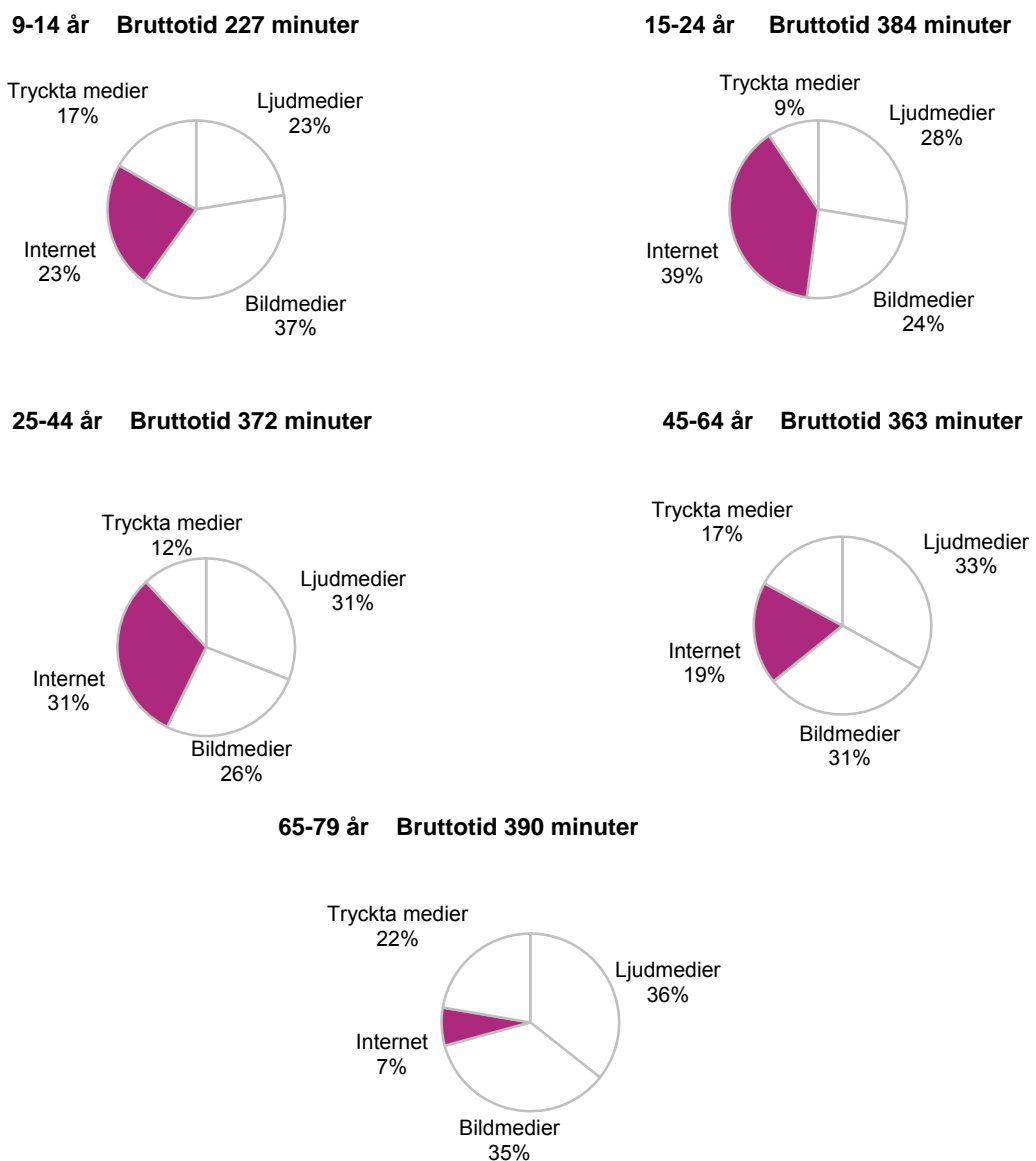 9-14 år Bruttotid 227 minuter
Tryckta medier
17%
Ljudmedier
23%
Internet
23%
Bildmedier
37%
15-24 år Bruttotid 384 minuter
Tryckta medier
9%
Ljudmedier
28%
Internet
39%
Bildmedier
24%
25-44 år Bruttotid 372 minuter
Tryckta medier
12%
Ljudmedier
31%
Internet
31%
Bildmedier
26%
45-64 år Bruttotid 363 minuter
Tryckta medier
17%
Ljudmedier
33%
Internet
19%
Bildmedier
31%
65-79 år Bruttotid 390 minuter
Tryckta medier
22%
Ljudmedier
36%
Internet
7%
Bildmedier
35%